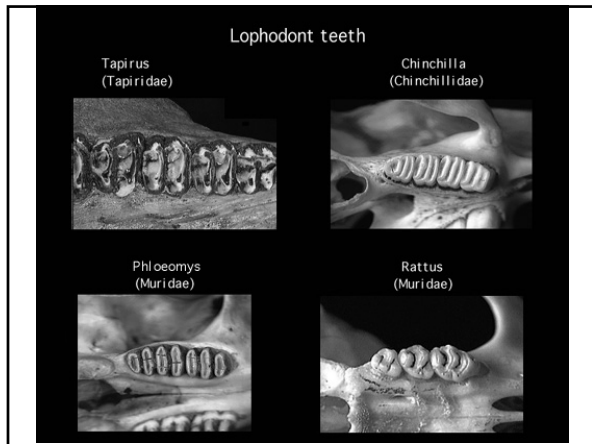 Lophodont teeth
Tapirus
(Tapiridae)
Chinchilla
(Chinchillidae)
Phloeomys
(Muridae)
Rattus
(Muridae)